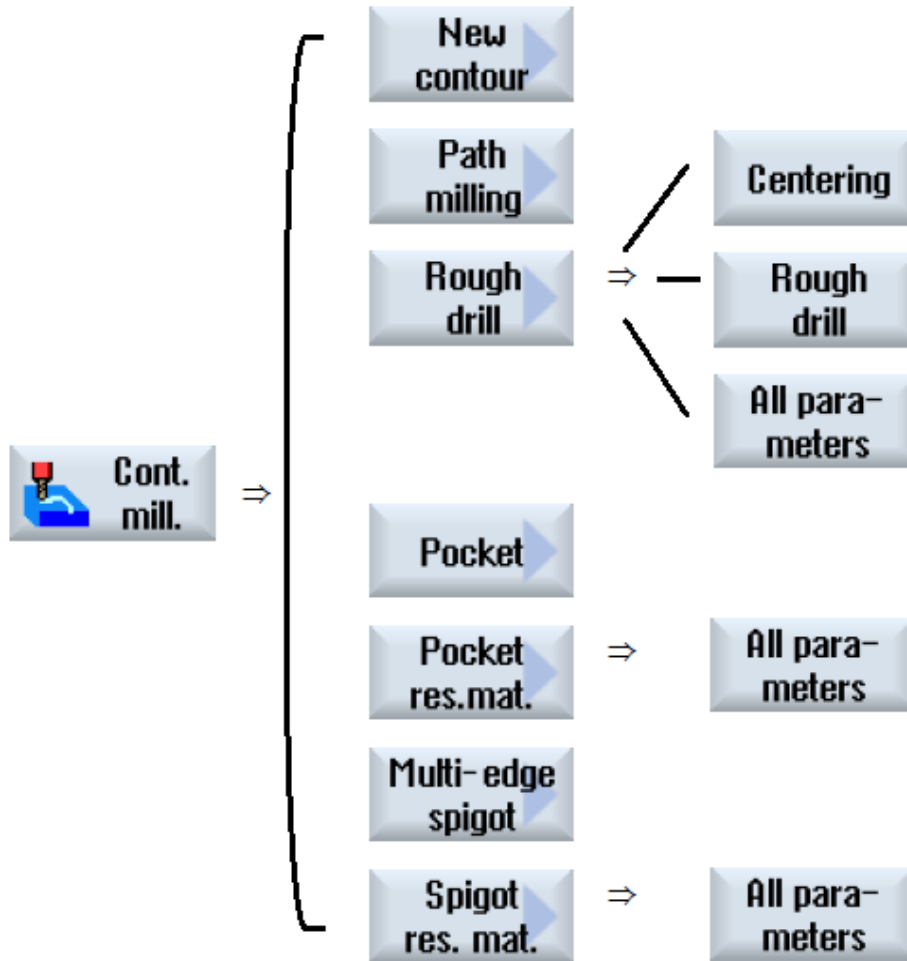 New
contour
Path
milling
Centering
Rough
drill
⇒
Rough
drill
All para-
meters
Cont.
mill.
⇒
Pocket
Pocket
res.mat.
⇒
All para-
meters
Multi-edge
spigot
Spigot
res. mat.
⇒
All para-
meters